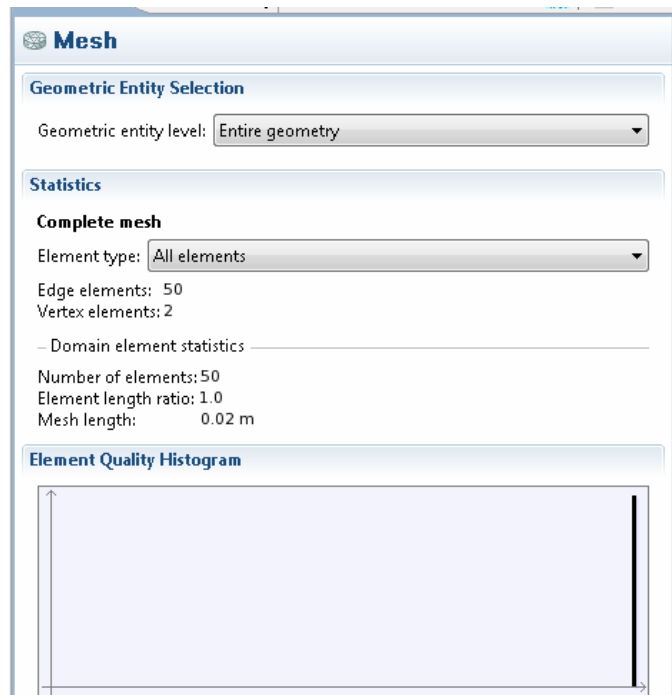 Mesh
Geometric Entity Selection
Geometric entity level: Entire geometry
Statistics
Complete mesh
Element type: All elements
Edge elements: 50
Vertex elements: 2
Domain element statistics
Number of elements: 50
Element length ratio: 1.0
Mesh length: 0.02 m
Element Quality Histogram